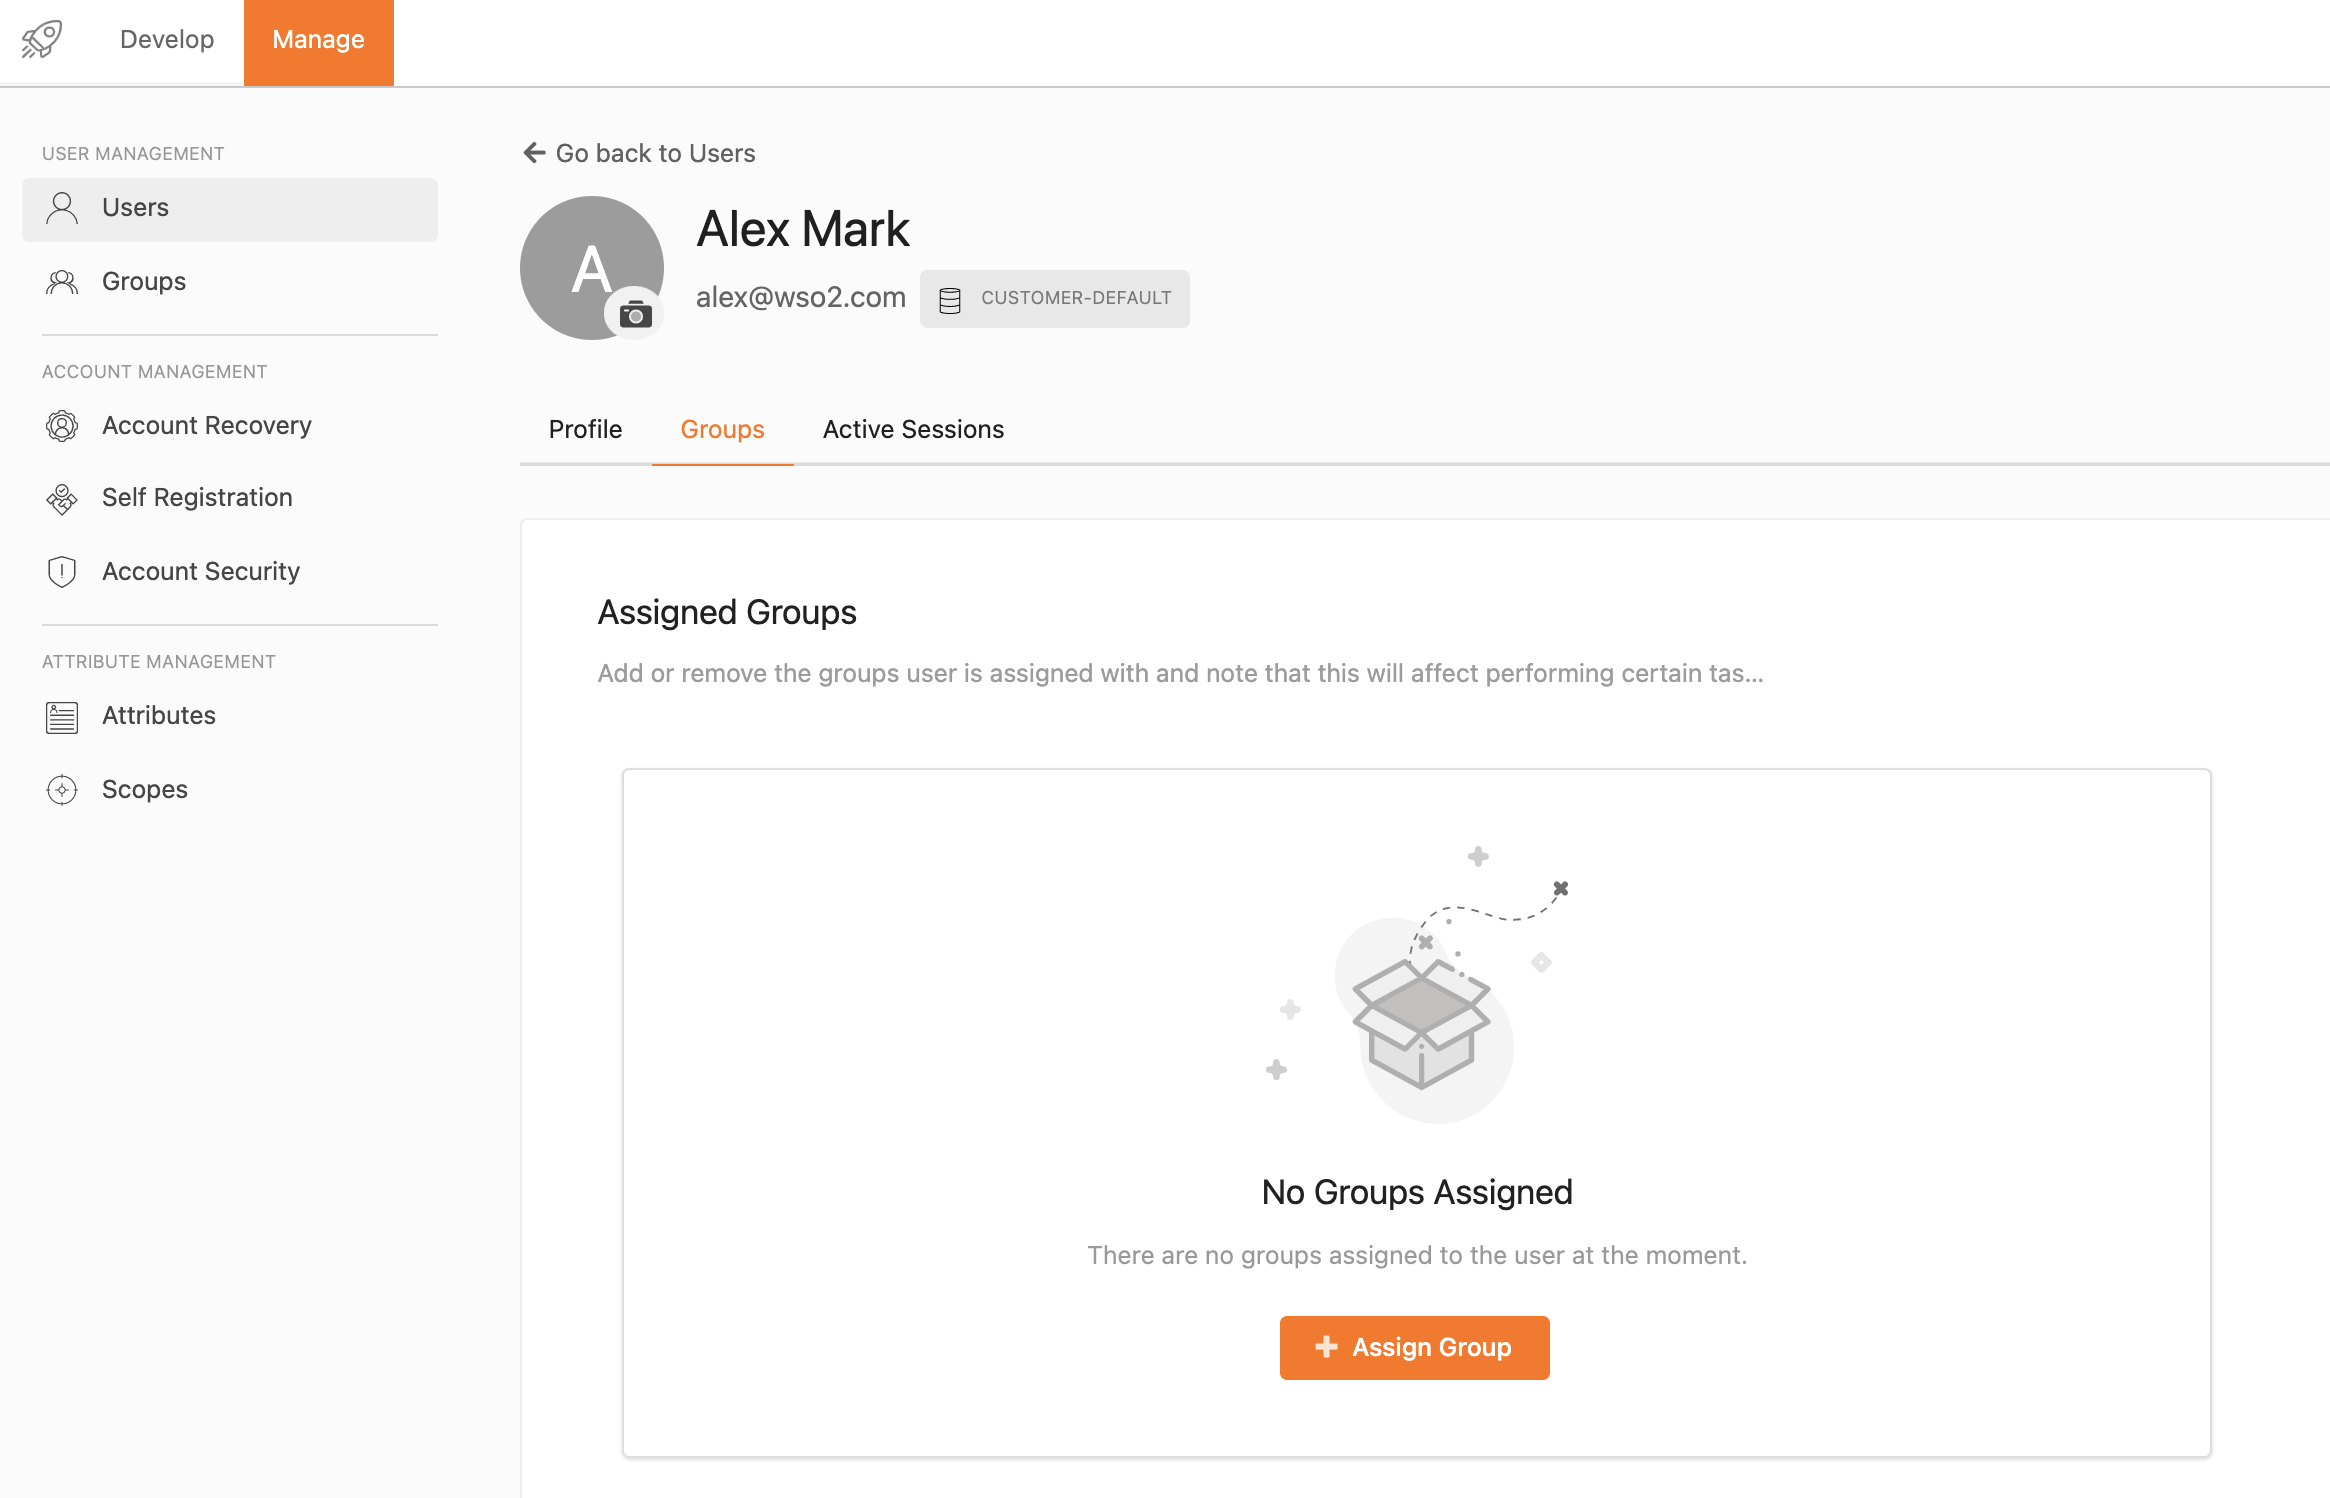 Develop
Manage
USER MANAGEMENT
Users
Groups
ACCOUNT MANAGEMENT
Account Recovery
Self Registration
Account Security
ATTRIBUTE MANAGEMENT
Attributes
Scopes
Go back to Users
A
Alex Mark
alex@wso2.com
CUSTOMER-DEFAULT
Profile
Groups
Active Sessions
Assigned Groups
Add or remove the groups user is assigned with and note that this will affect performing certain tas...
No Groups Assigned
There are no groups assigned to the user at the moment.
Assign Group